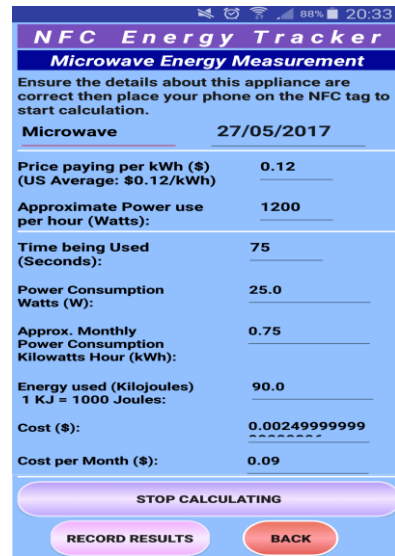 88% 20:33
NFC Energy Tracker
Microwave Energy Measurement
Ensure the details about this appliance are
correct then place your phone on the NFC tag to
start calculation.
Microwave 27/05/2017
Price paying per kWh ($) 0.12
(US Average: $0.12/kWh)
Approximate Power use 1200
per hour (Watts):
Time being Used 75
(Seconds):
Power Consumption 25.0
Watts (W):
Approx. Monthly 0.75
Power Consumption
Kilowatts Hour (kWh):
Energy used (Kilojoules) 90.0
1 KJ = 1000 Joules:
Cost ($): 0.00249999999
Cost per Month ($): 0.09
STOP CALCULATING
RECORD RESULTS BACK